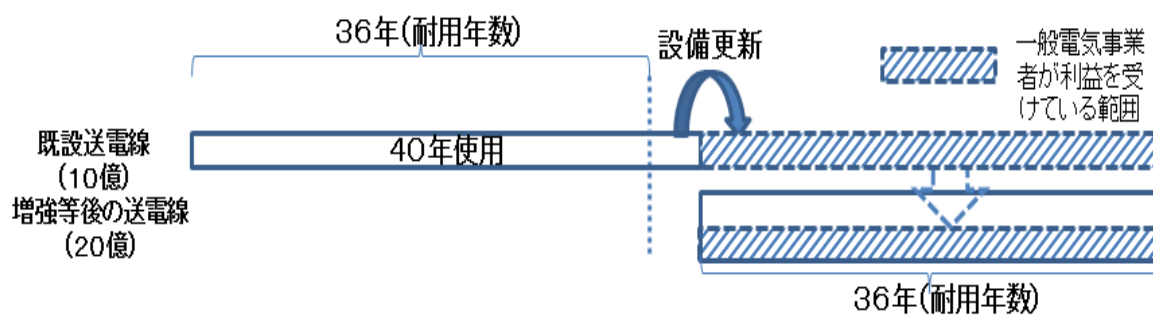 36年(耐用年数)
設備更新
一般電気事業
者が利益を受
けている範囲
既設送電線
(10億)
40年使用
増強等後の送電線
(20億)
36年(耐用年数)